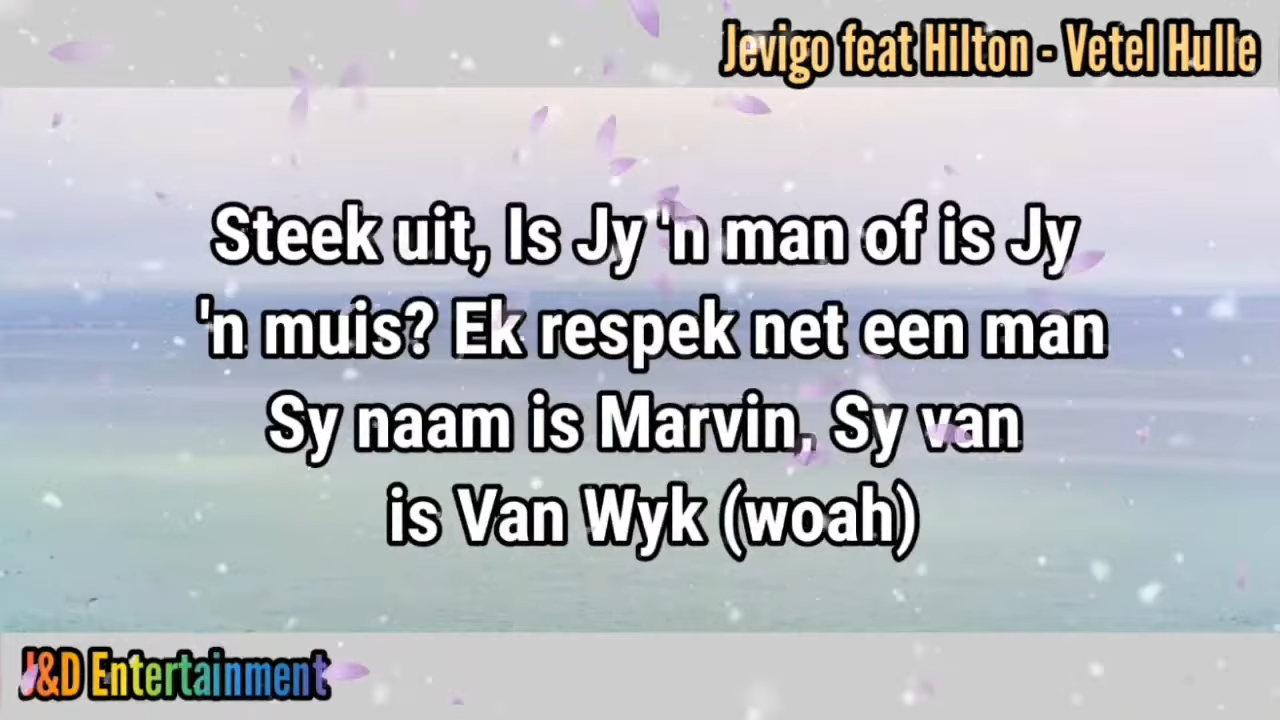 Jevigo feat Hilton - Vetel Hulle
Steek uit, Is Jy 'n man of is Jy
'n muis? Ek respek net een man
Sy naam is Marvin, Sy van
is Van Wyk (woah)
J&D Entertainment